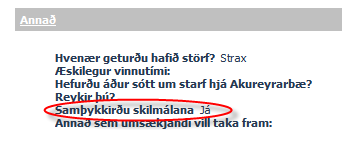 Annað
Hvenær geturðu hafið störf? Strax
Æskilegur vinnutími:
Hefurðu áður sótt um starf hjá Akureyrarbæ?
Reykir þú?
Samþykkirðu skilmálana Já
Annað sem umsækjandi vill taka fram: